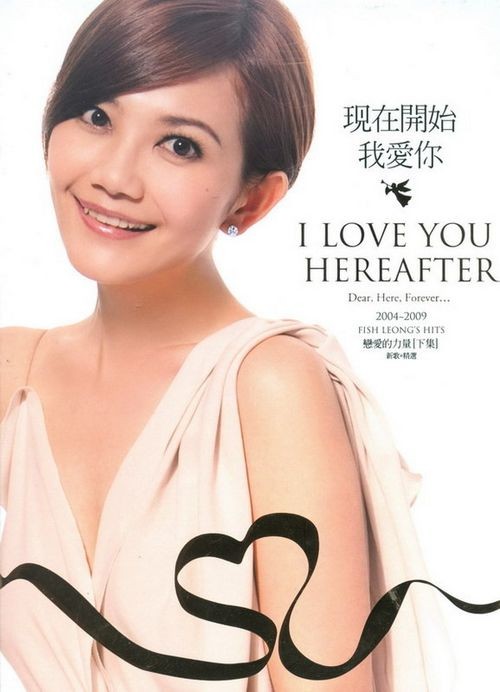 现在開始
我愛你
I LOVE YOU
HEREAFTER
Dear, Here, Forever...
2004~2009
FISH LEONG'S HITS
戀愛的力量[下集]
新歌+精選